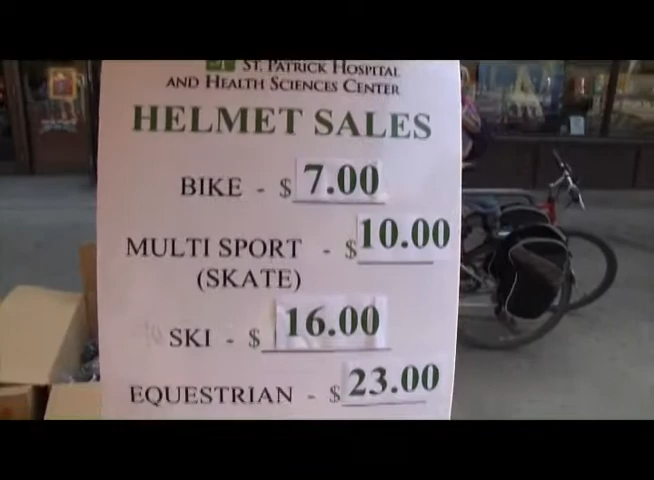 ST. PATRICK HOSPITAL
AND HEALTH SCIENCES CENTER
HELMET SALES
BIKE - $ 7.00
MULTI SPORT - $ 10.00
(SKATE)
SKI - $ 16.00
EQUESTRIAN - $ 23.00